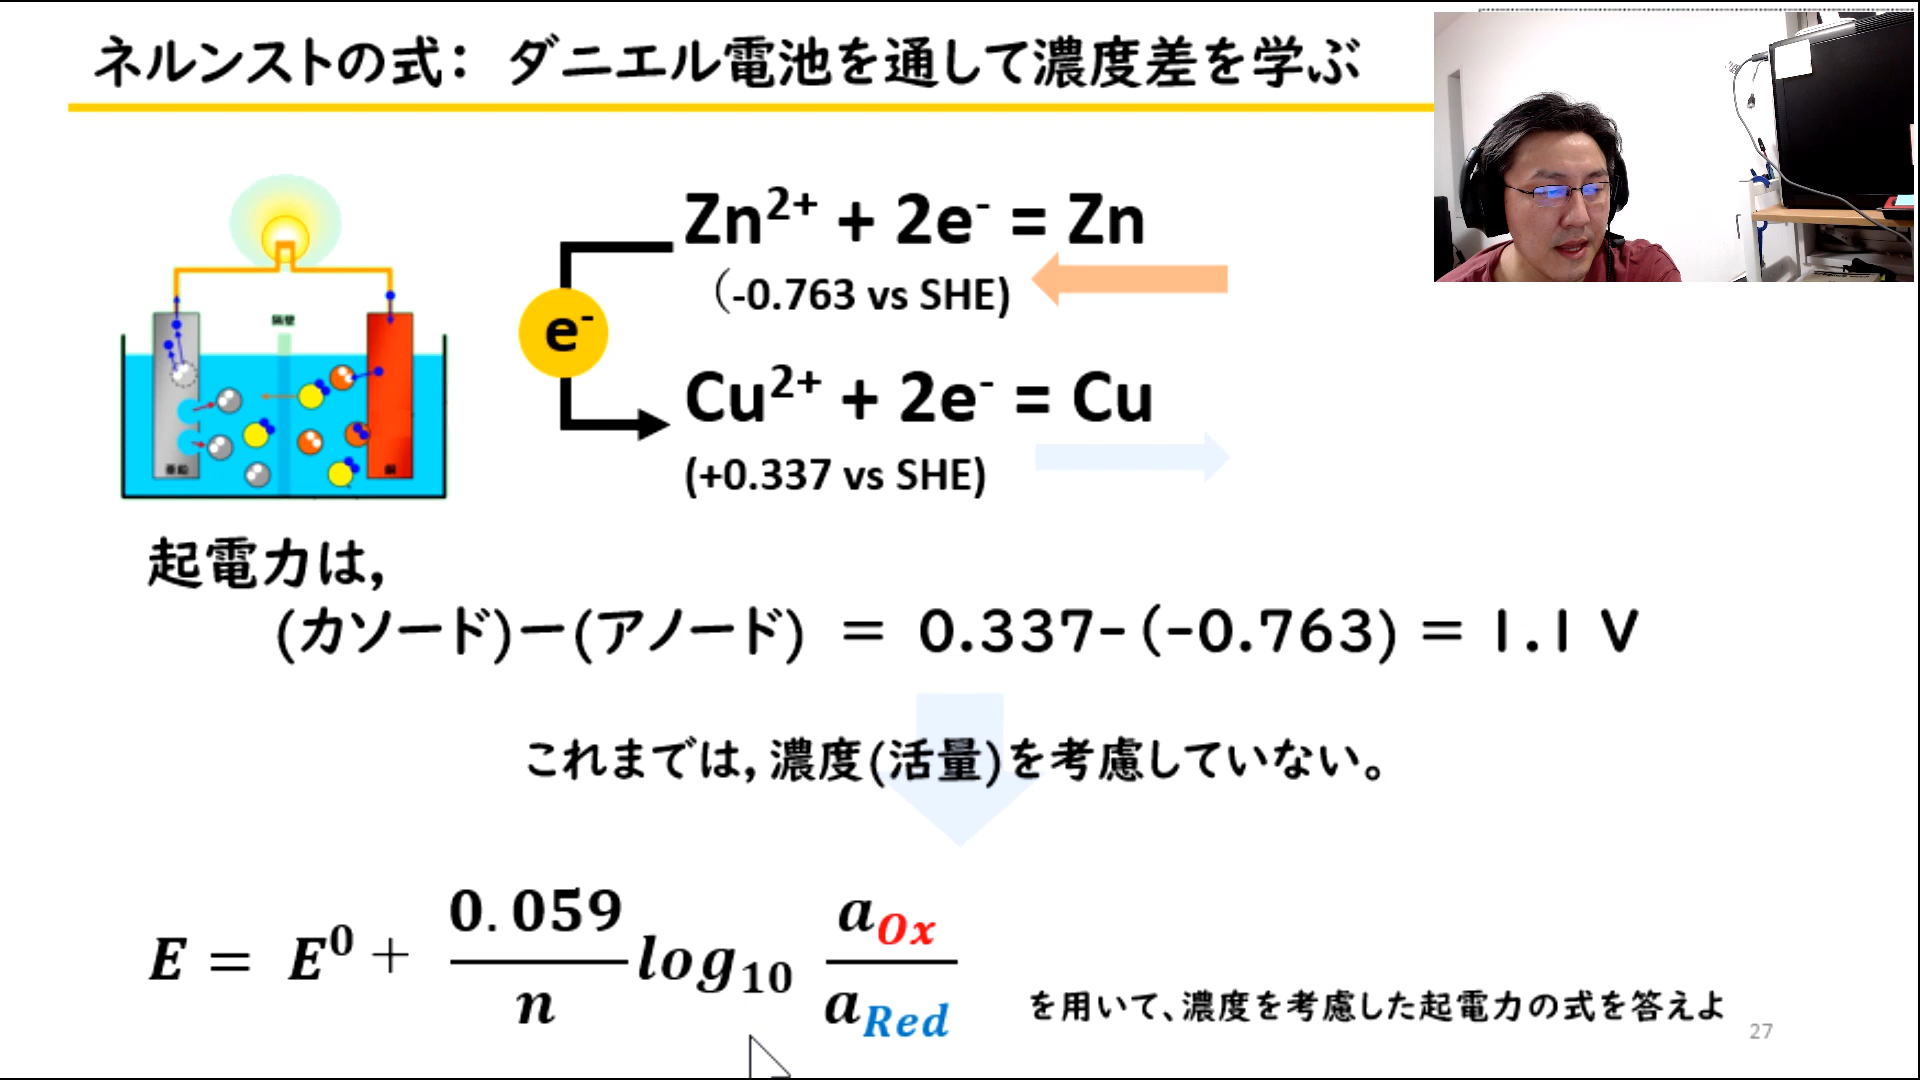 ネルンストの式： ダニエル電池を通して濃度差を学ぶ
隔壁
亜鉛
銅
Zn²⁺ + 2e⁻ = Zn
(-0.763 vs SHE)
e⁻
Cu²⁺ + 2e⁻ = Cu
(+0.337 vs SHE)
起電力は，
(カソード)ー(アノード) ＝ 0.337-(-0.763) = 1.1 V
これまでは，濃度(活量)を考慮していない。
E = E⁰ + 0.059/n log₁₀ a_Ox/a_Red
を用いて、濃度を考慮した起電力の式を答えよ
27